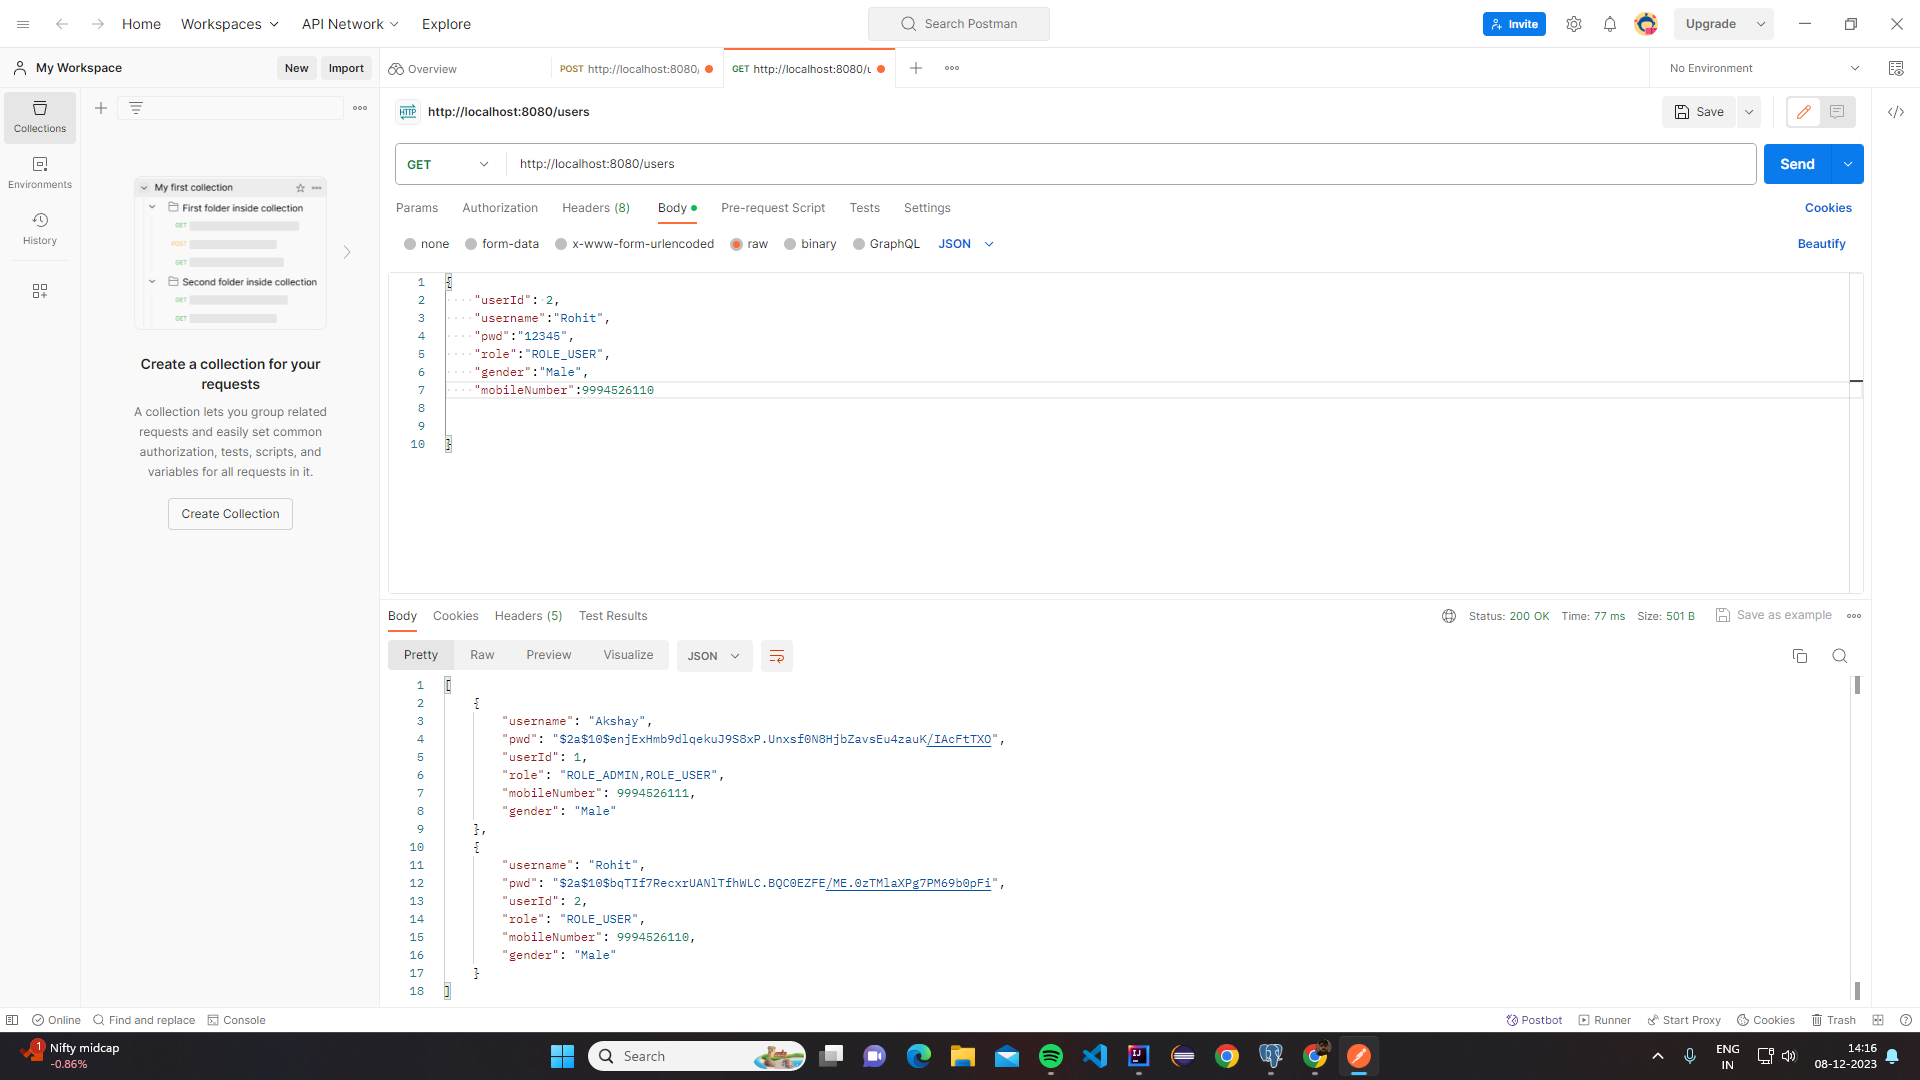 Home Workspaces API Network Explore
Search Postman
Invite Upgrade
My Workspace New Import
Overview POST http://localhost:8080/ GET http://localhost:8080/u No Environment
Collections
Environments
History
My first collection
First folder inside collection
GET
POST
GET
Second folder inside collection
GET
GET
Create a collection for your
requests
A collection lets you group related
requests and easily set common
authorization, tests, scripts, and
variables for all requests in it.
Create Collection
HTTP http://localhost:8080/users Save
GET http://localhost:8080/users Send
Params Authorization Headers (8) Body Pre-request Script Tests Settings Cookies
none form-data x-www-form-urlencoded raw binary GraphQL JSON Beautify
1 {
2 "userId": 2,
3 "username":"Rohit",
4 "pwd":"12345",
5 "role":"ROLE_USER",
6 "gender":"Male",
7 "mobileNumber":9994526110
8
9
10 }
Body Cookies Headers (5) Test Results Status: 200 OK Time: 77 ms Size: 501 B Save as example
Pretty Raw Preview Visualize JSON
1 [
2 {
3 "username": "Akshay",
4 "pwd": "$2a$10$enjExHmb9dlqekuJ9S8xP.Unxsf0N8HjbZavsEu4zauK/IAcFtTXO",
5 "userId": 1,
6 "role": "ROLE_ADMIN,ROLE_USER",
7 "mobileNumber": 9994526111,
8 "gender": "Male"
9 },
10 {
11 "username": "Rohit",
12 "pwd": "$2a$10$bqTIf7RecxrUANlTfhWLC.BQC0EZFE/ME.0zTMlaXPg7PM69b0pFi",
13 "userId": 2,
14 "role": "ROLE_USER",
15 "mobileNumber": 9994526110,
16 "gender": "Male"
17 }
18 ]
Online Find and replace Console Postbot Runner Start Proxy Cookies Trash
1 Nifty midcap
-0.86%
Search
ENG
IN
14:16
08-12-2023